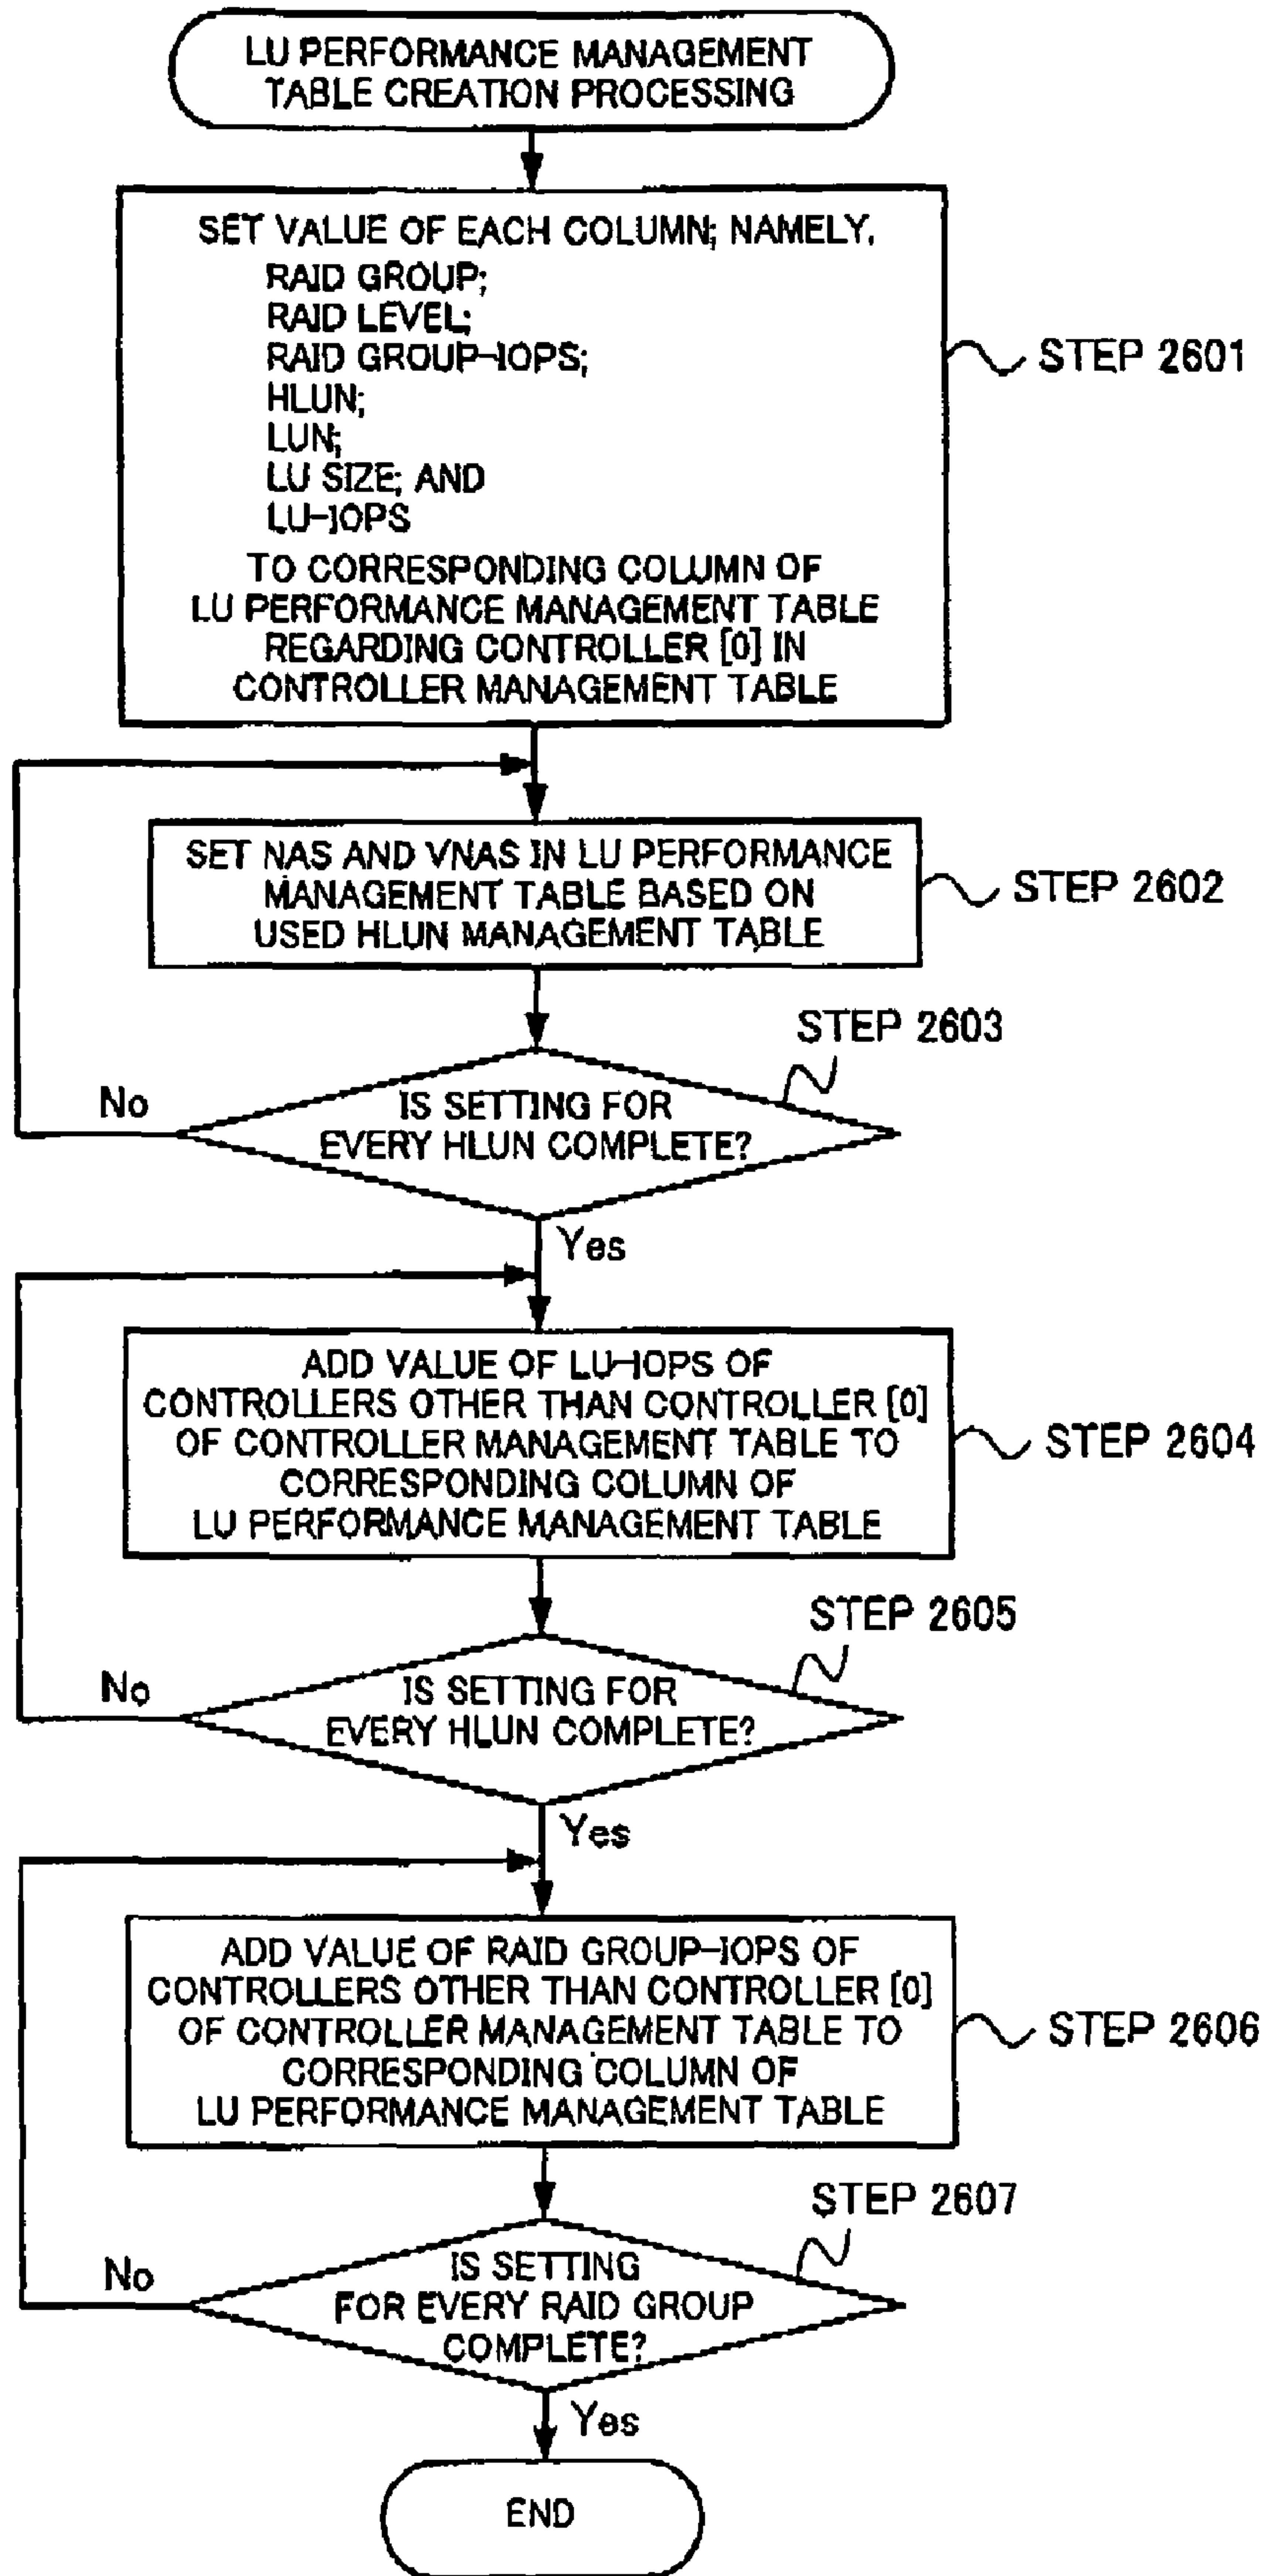 LU PERFORMANCE MANAGEMENT
TABLE CREATION PROCESSING
SET VALUE OF EACH COLUMN; NAMELY,
RAID GROUP;
RAID LEVEL;
RAID GROUP-IOPS;
HLUN;
LUN;
LU SIZE; AND
LU-IOPS
TO CORRESPONDING COLUMN OF
LU PERFORMANCE MANAGEMENT TABLE
REGARDING CONTROLLER [0] IN
CONTROLLER MANAGEMENT TABLE
STEP 2601
SET NAS AND VNAS IN LU PERFORMANCE
MANAGEMENT TABLE BASED ON
USED HLUN MANAGEMENT TABLE
STEP 2602
STEP 2603
IS SETTING FOR
EVERY HLUN COMPLETE?
No
Yes
ADD VALUE OF LU-IOPS OF
CONTROLLERS OTHER THAN CONTROLLER [0]
OF CONTROLLER MANAGEMENT TABLE TO
CORRESPONDING COLUMN OF
LU PERFORMANCE MANAGEMENT TABLE
STEP 2604
STEP 2605
IS SETTING FOR
EVERY HLUN COMPLETE?
No
Yes
ADD VALUE OF RAID GROUP-IOPS OF
CONTROLLERS OTHER THAN CONTROLLER [0]
OF CONTROLLER MANAGEMENT TABLE TO
CORRESPONDING COLUMN OF
LU PERFORMANCE MANAGEMENT TABLE
STEP 2606
STEP 2607
IS SETTING
FOR EVERY RAID GROUP
COMPLETE?
No
Yes
END